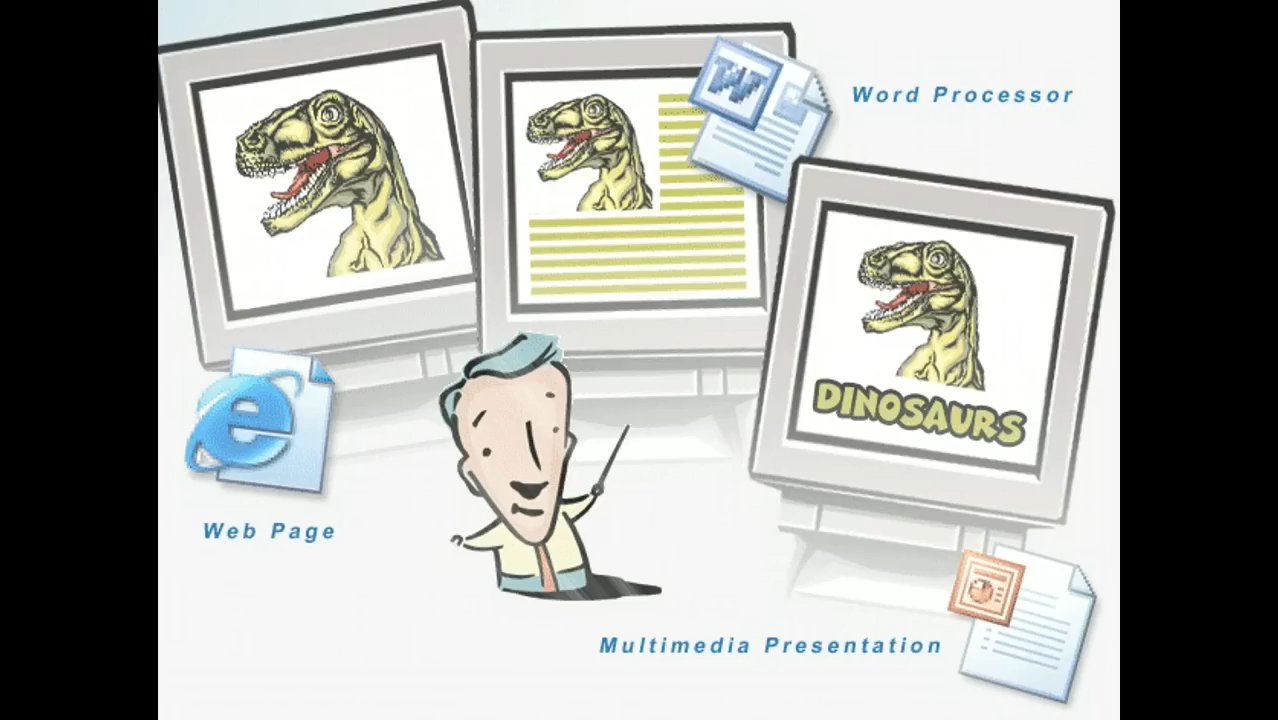 Word Processor
DINOSAURS
Web Page
Multimedia Presentation
W
e